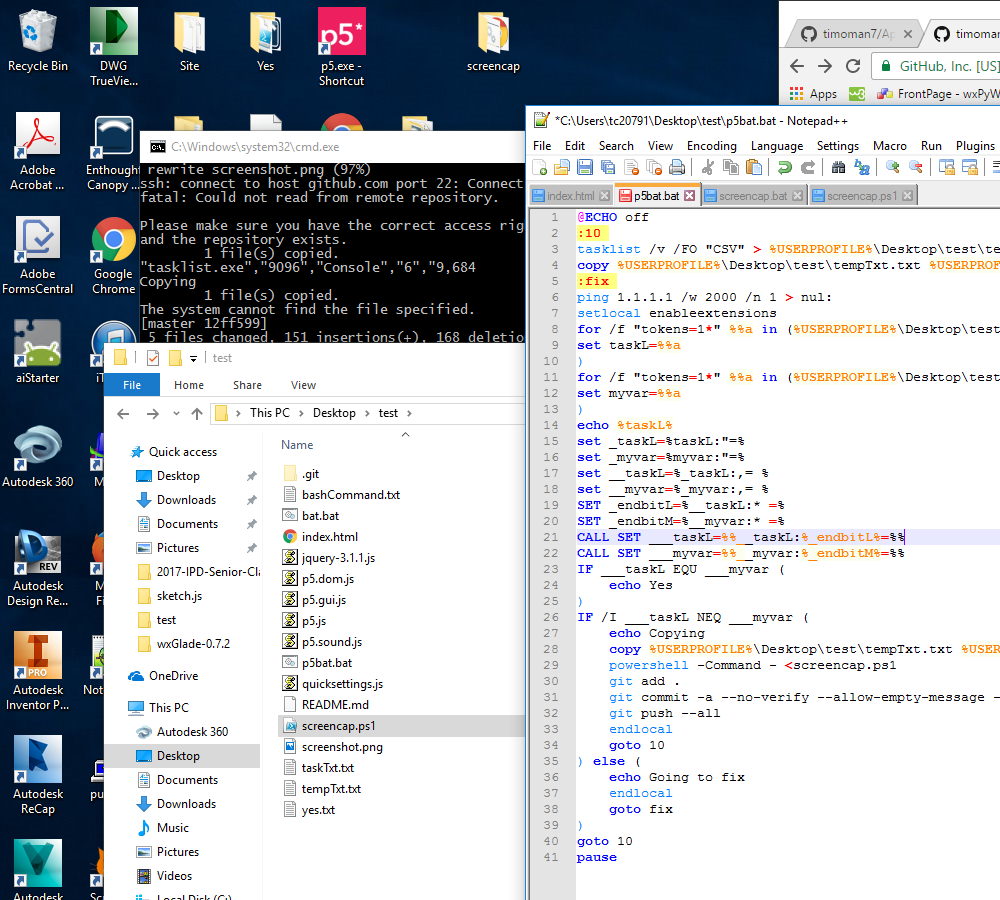 Recycle Bin
DWG TrueView...
Site
Yes
p5*
p5.exe - Shortcut
screencap
Adobe Acrobat ...
Enthought Canopy ...
Adobe FormsCentral
Google Chrome
aiStarter
Autodesk 360
REV
Autodesk Design Re...
PRO
Autodesk Inventor P...
Not
Autodesk ReCap
pu
Autodesk
Sc
timoman7/Ap
timoman
GitHub, Inc. [US]
Apps
w3
FrontPage - wxPyW
C:\Windows\system32\cmd.exe
rewrite screenshot.png (97%)
ssh: connect to host github.com port 22: Connect
fatal: Could not read from remote repository.
Please make sure you have the correct access rig
and the repository exists.
1 file(s) copied.
"tasklist.exe","9096","Console","6","9,684
Copying
1 file(s) copied.
The system cannot find the file specified.
[master 12ff599]
5 files changed, 151 insertions(+), 168 deletio
test
File Home Share View
This PC > Desktop > test >
Quick access
Desktop
Downloads
Documents
Pictures
2017-IPD-Senior-Cla
sketch.js
test
wxGlade-0.7.2
OneDrive
This PC
Autodesk 360
Desktop
Documents
Downloads
Music
Pictures
Videos
Local Disk (C:)
Name
.git
bashCommand.txt
bat.bat
index.html
jquery-3.1.1.js
p5.dom.js
p5.gui.js
p5.js
p5.sound.js
p5bat.bat
quicksettings.js
README.md
screencap.ps1
screenshot.png
taskTxt.txt
tempTxt.txt
yes.txt
*C:\Users\tc20791\Desktop\test\p5bat.bat - Notepad++
File Edit Search View Encoding Language Settings Macro Run Plugins
index.html p5bat.bat screencap.bat screencap.ps1
1 @ECHO off
2 :10
3 tasklist /v /FO "CSV" > %USERPROFILE%\Desktop\test\te
4 copy %USERPROFILE%\Desktop\test\tempTxt.txt %USERPROF
5 :fix
6 ping 1.1.1.1 /w 2000 /n 1 > nul:
7 setlocal enableextensions
8 for /f "tokens=1*" %%a in (%USERPROFILE%\Desktop\test
9 set taskL=%%a
10 )
11 for /f "tokens=1*" %%a in (%USERPROFILE%\Desktop\test
12 set myvar=%%a
13 )
14 echo %taskL%
15 set _taskL=%taskL:"=%
16 set _myvar=%myvar:"=%
17 set __taskL=%_taskL:,= %
18 set __myvar=%_myvar:,= %
19 SET _endbitL=%__taskL:* =%
20 SET _endbitM=%__myvar:* =%
21 CALL SET ___taskL=%%__taskL:%_endbitL%=%%
22 CALL SET ___myvar=%%__myvar:%_endbitM%=%%
23 IF ___taskL EQU ___myvar (
24 echo Yes
25 )
26 IF /I ___taskL NEQ ___myvar (
27 echo Copying
28 copy %USERPROFILE%\Desktop\test\tempTxt.txt %USER
29 powershell -Command - <screencap.ps1
30 git add .
31 git commit -a --no-verify --allow-empty-message -
32 git push --all
33 endlocal
34 goto 10
35 ) else (
36 echo Going to fix
37 endlocal
38 goto fix
39 )
40 goto 10
41 pause